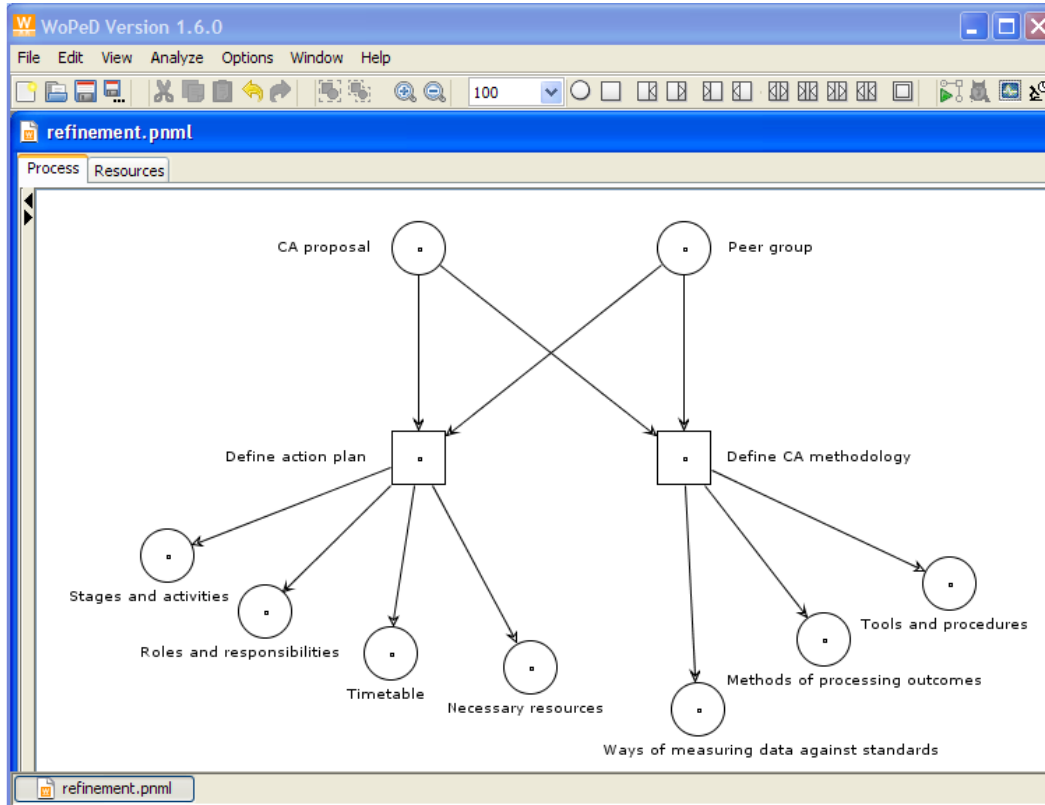 WoPeD Version 1.6.0
File Edit View Analyze Options Window Help
100
refinement.pnml
Process Resources
CA proposal
Peer group
Define action plan
Define CA methodology
Stages and activities
Roles and responsibilities
Timetable
Necessary resources
Tools and procedures
Methods of processing outcomes
Ways of measuring data against standards
refinement.pnml